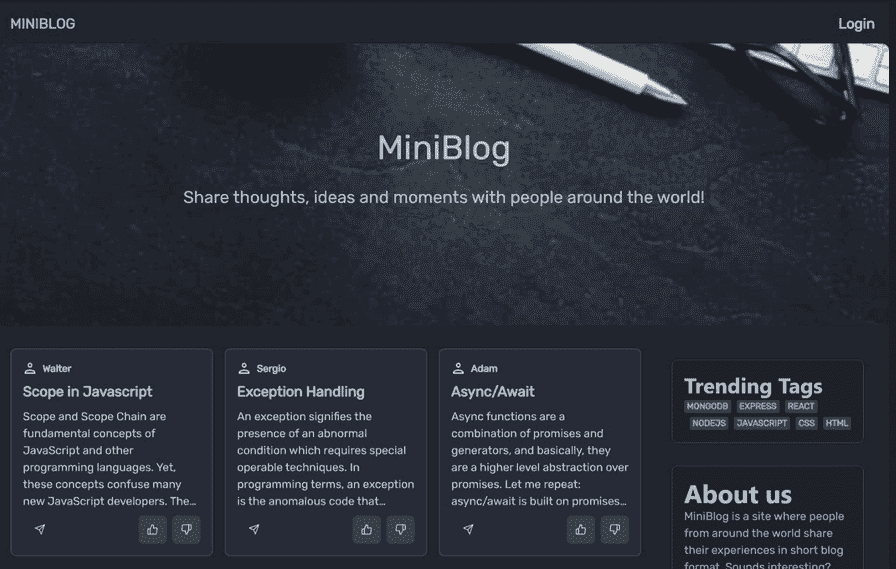 MINIBLOG
Login
MiniBlog
Share thoughts, ideas and moments with people around the world!
Walter
Scope in Javascript
Scope and Scope Chain are
fundamental concepts of
JavaScript and other
programming languages. Yet,
these concepts confuse many
new JavaScript developers. The…
Sergio
Exception Handling
An exception signifies the
presence of an abnormal
condition which requires special
operable techniques. In
programming terms, an exception
is the anomalous code that…
Adam
Async/Await
Async functions are a
combination of promises and
generators, and basically, they
are a higher level abstraction over
promises. Let me repeat:
async/await is built on promises…
Trending Tags
MONGODB EXPRESS REACT
NODEJS JAVASCRIPT CSS HTML
About us
MiniBlog is a site where people
from around the world share
their experiences in short blog
format. Sounds interesting?